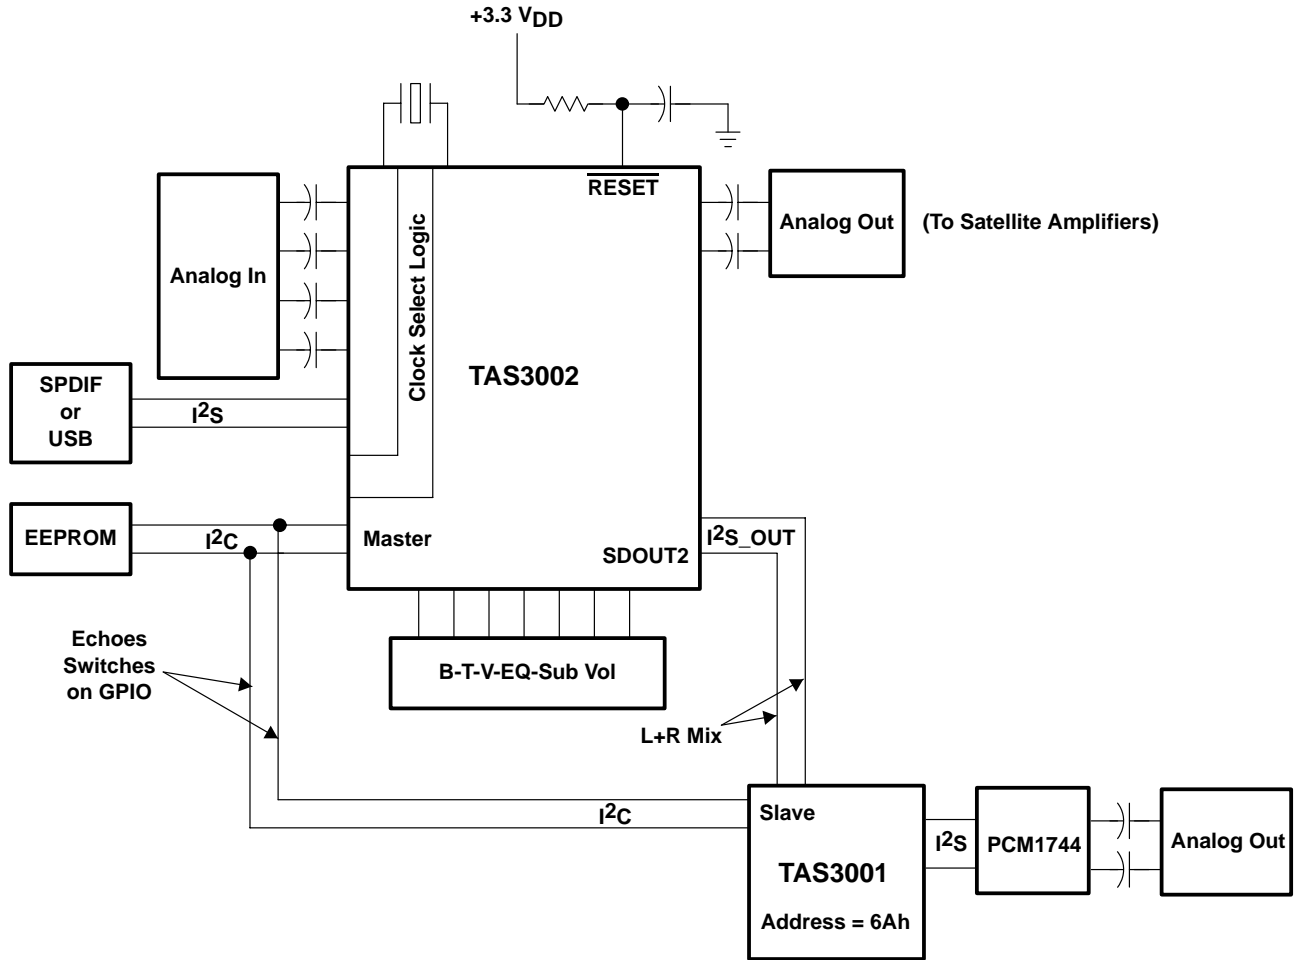 +3.3 VDD
RESET
Analog In
Clock Select Logic
Analog Out
(To Satellite Amplifiers)
TAS3002
SPDIF
or
USB
I2S
EEPROM
I2C
Master
I2S_OUT
SDOUT2
Echoes
Switches
on GPIO
B-T-V-EQ-Sub Vol
L+R Mix
I2C
Slave
TAS3001
Address = 6Ah
I2S
PCM1744
Analog Out